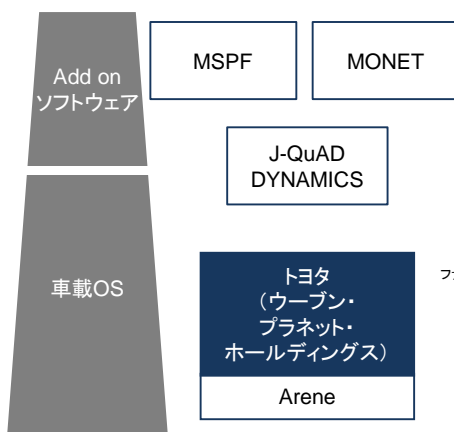 Add on
ソフトウェア
MSPF
MONET
J-QuAD
DYNAMICS
車載OS
トヨタ
（ウーブン・
プラネット・
ホールディングス）
Arene